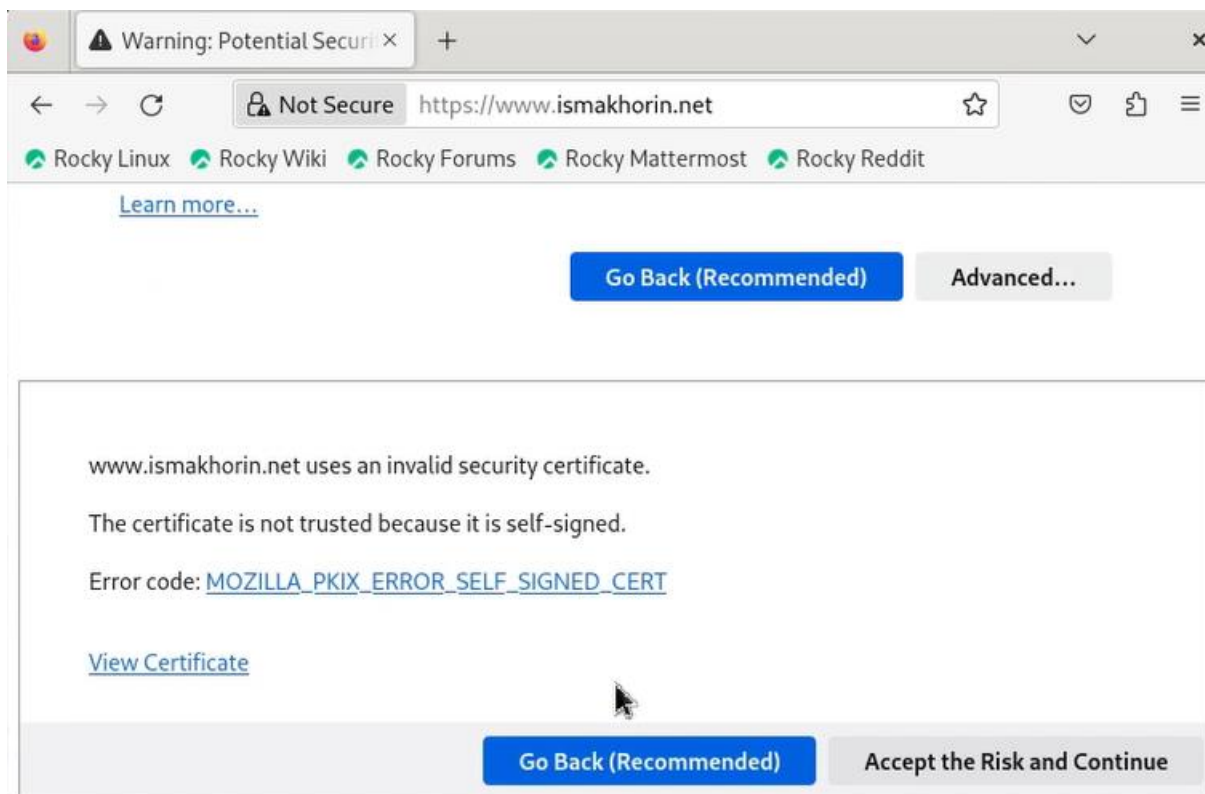 Warning: Potential Securi
Not Secure https://www.ismakhorin.net
Rocky Linux Rocky Wiki Rocky Forums Rocky Mattermost Rocky Reddit
Learn more…
Go Back (Recommended) Advanced…
www.ismakhorin.net uses an invalid security certificate.
The certificate is not trusted because it is self-signed.
Error code: MOZILLA_PKIX_ERROR_SELF_SIGNED_CERT
View Certificate
Go Back (Recommended) Accept the Risk and Continue